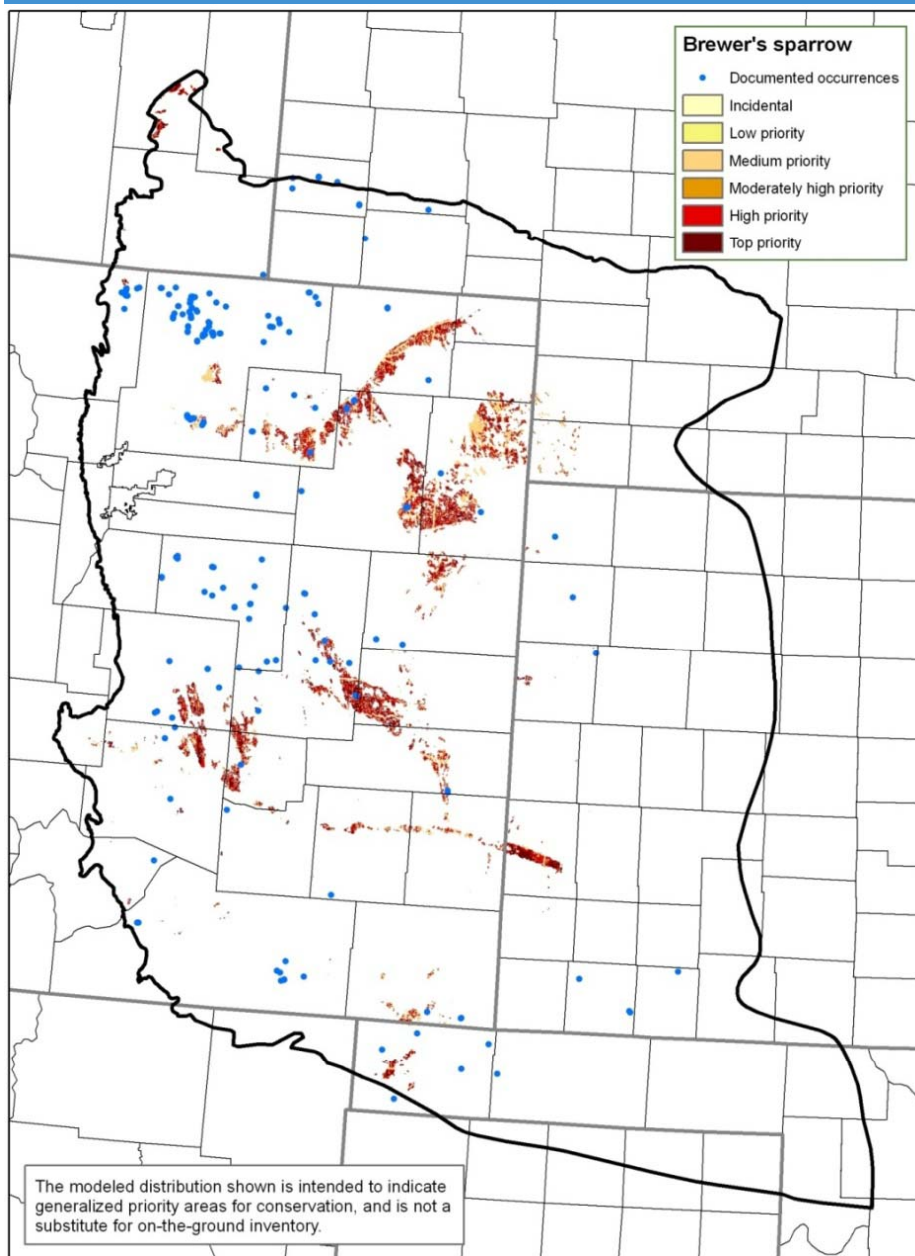 Brewer's sparrow
Documented occurrences
Incidental
Low priority
Medium priority
Moderately high priority
High priority
Top priority
The modeled distribution shown is intended to indicate
generalized priority areas for conservation, and is not a
substitute for on-the-ground inventory.